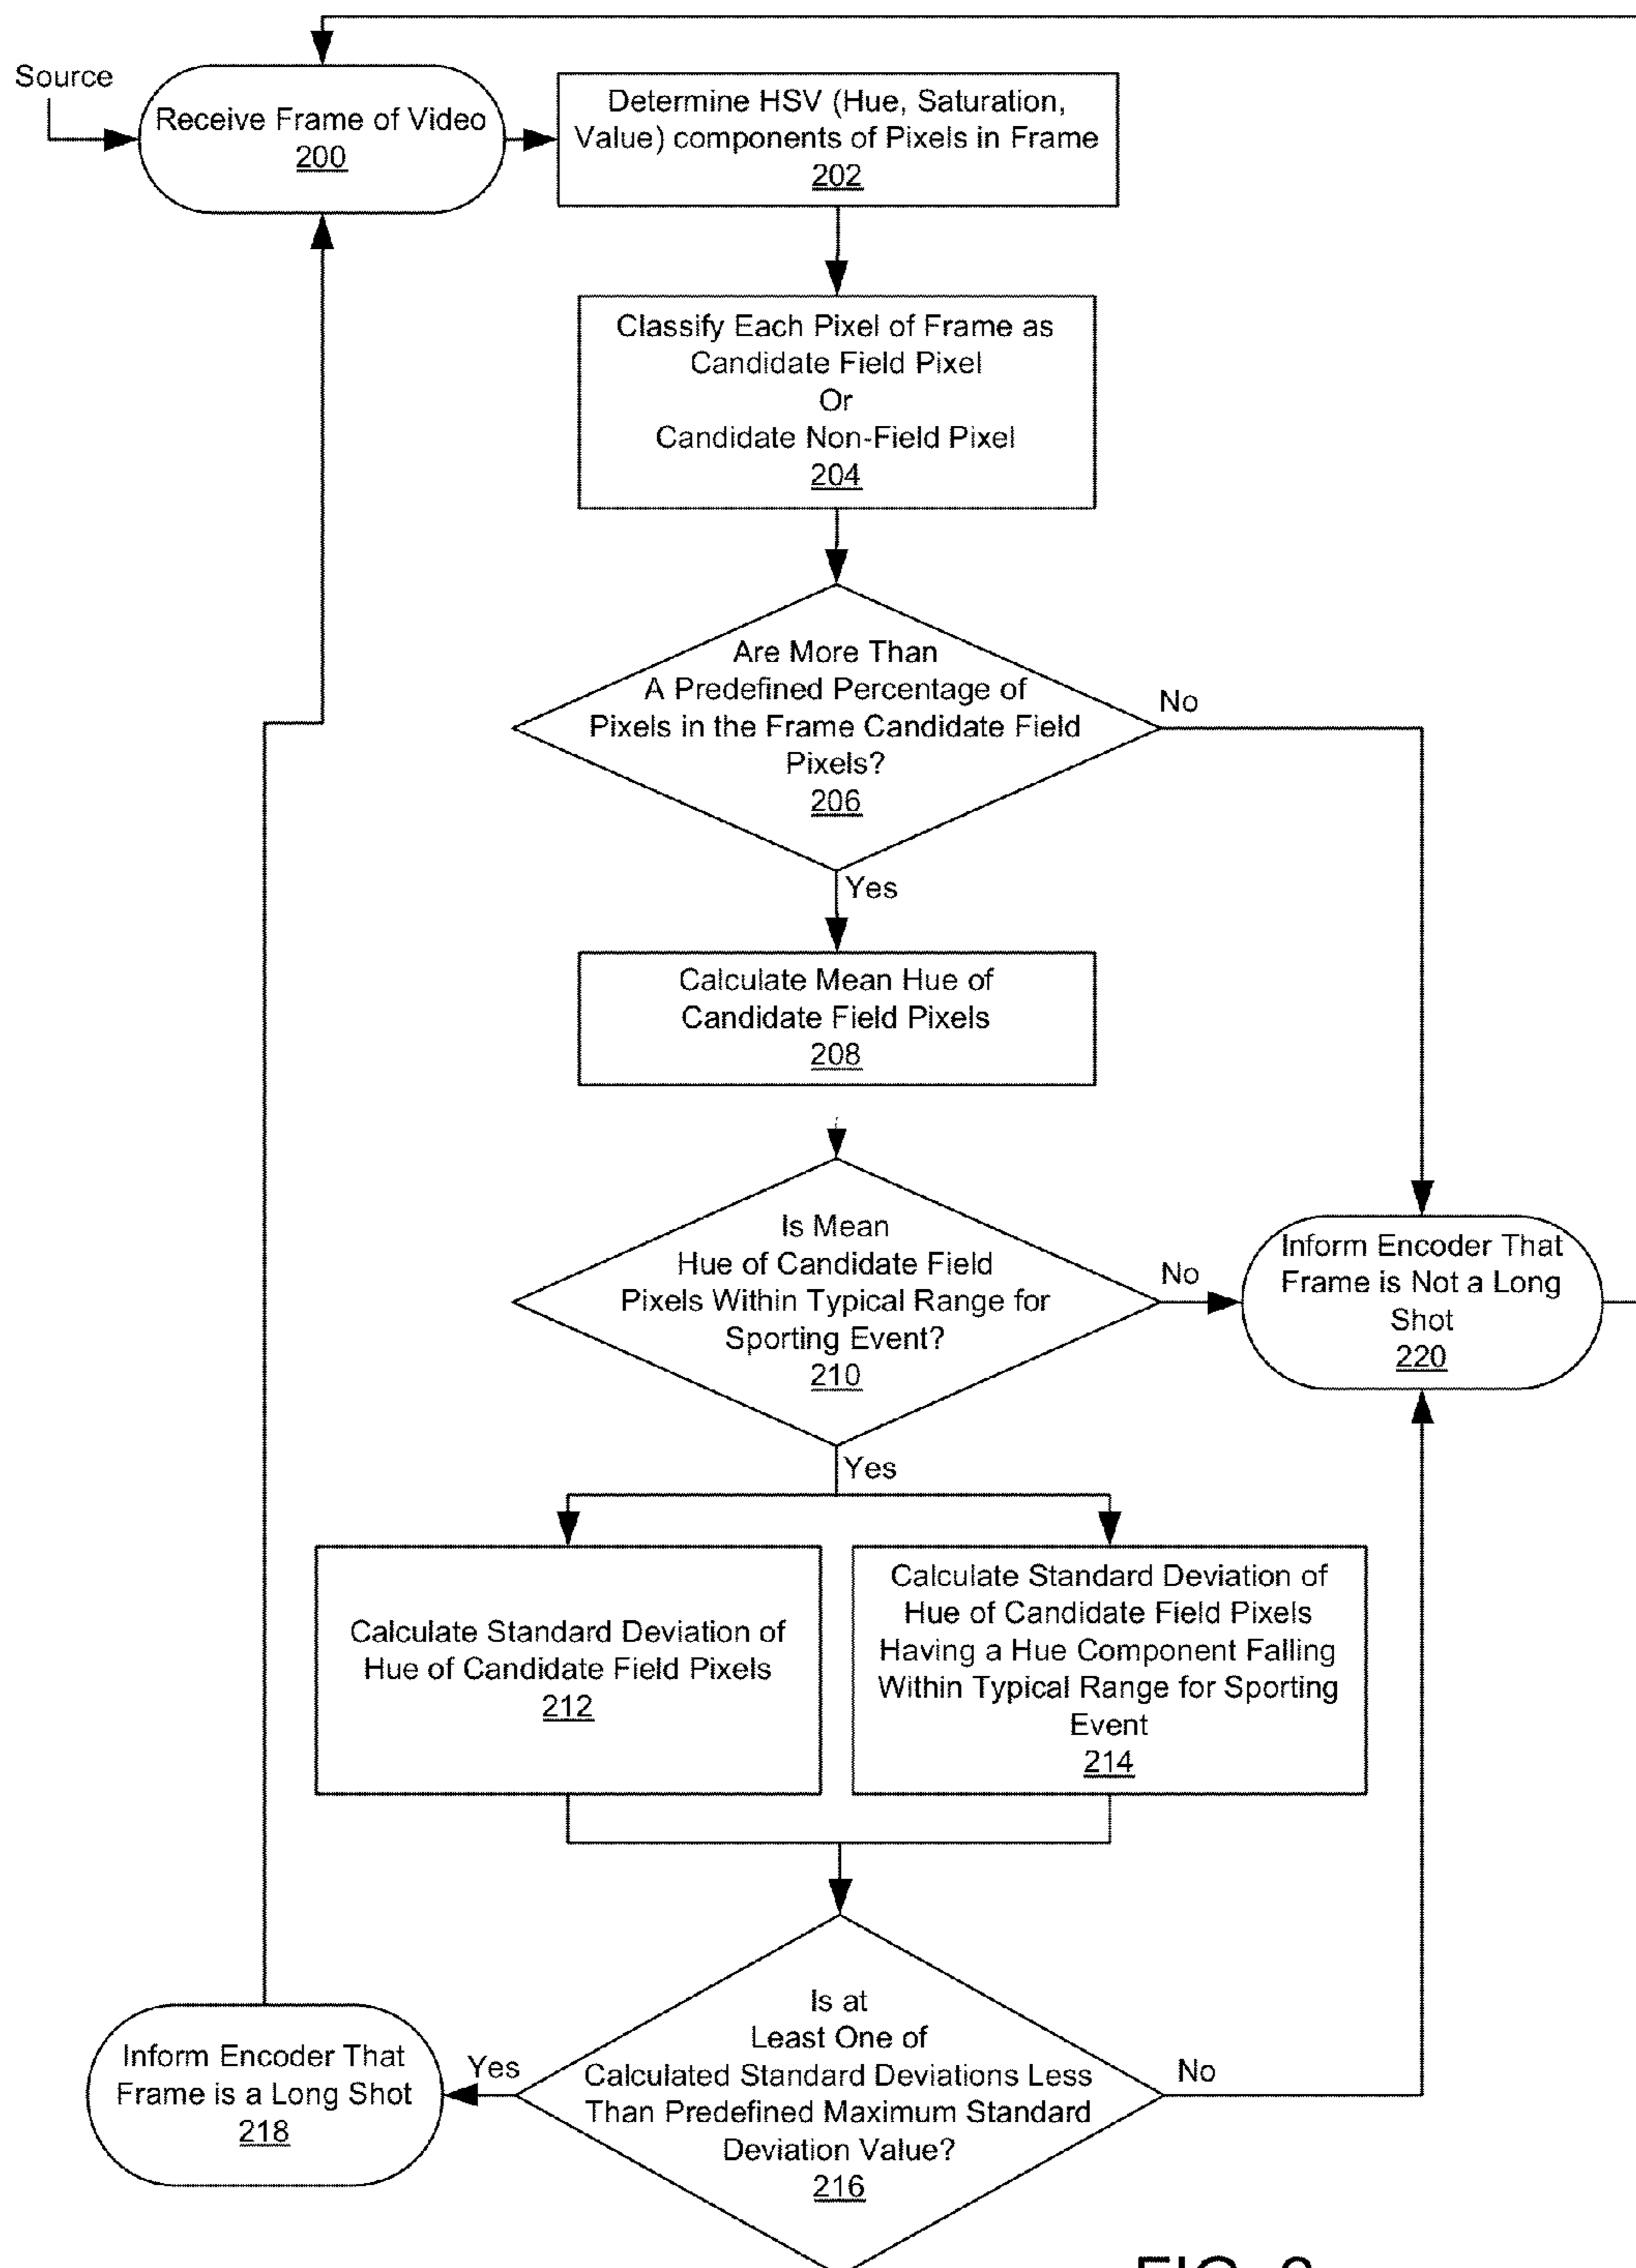 Source
Receive Frame of Video
200
Determine HSV (Hue, Saturation,
Value) components of Pixels in Frame
202
Classify Each Pixel of Frame as
Candidate Field Pixel
Or
Candidate Non-Field Pixel
204
Are More Than
A Predefined Percentage of
Pixels in the Frame Candidate Field
Pixels?
206
No
Yes
Calculate Mean Hue of
Candidate Field Pixels
208
Is Mean
Hue of Candidate Field
Pixels Within Typical Range for
Sporting Event?
210
No
Inform Encoder That
Frame is Not a Long
Shot
220
Yes
Calculate Standard Deviation of
Hue of Candidate Field Pixels
212
Calculate Standard Deviation of
Hue of Candidate Field Pixels
Having a Hue Component Falling
Within Typical Range for Sporting
Event
214
Is at
Least One of
Calculated Standard Deviations Less
Than Predefined Maximum Standard
Deviation Value?
216
Yes
No
Inform Encoder That
Frame is a Long Shot
218
FIG.